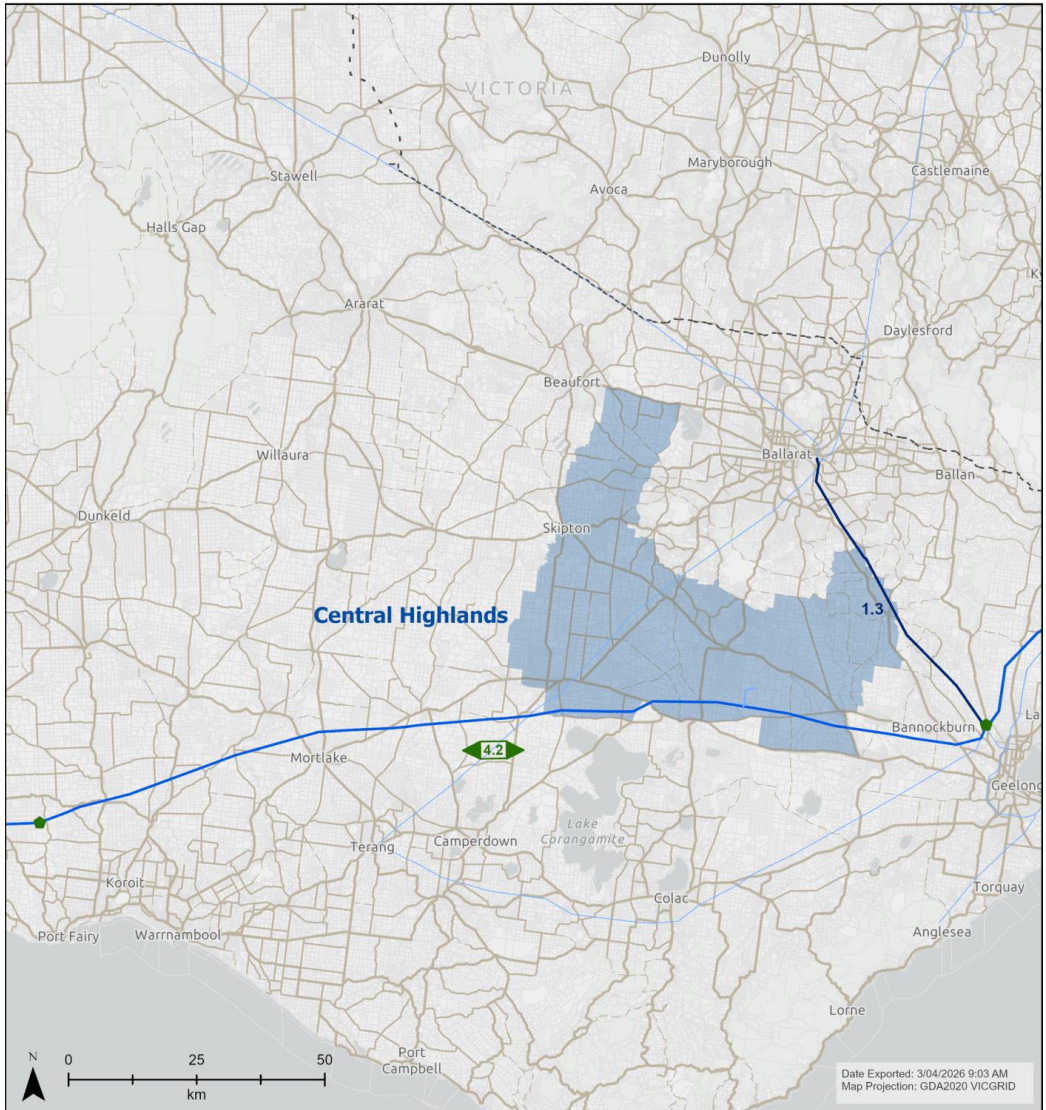 Dunolly
VICTORIA
Maryborough
Castlemaine
Stawell
Avoca
Halls Gap
Ky
Ararat
Daylesford
Beaufort
Ballarat
Willaura
Ballan
Dunkeld
Skipton
Central Highlands
1.3
Bannockburn
La
4.2
Mortlake
Geelong
Lake
Corangamite
Terang
Camperdown
Koroit
Colac
Torquay
Port Fairy
Warrnambool
Anglesea
Lorne
Port
Campbell
N
0
25
50
km
Date Exported: 3/04/2026 9:03 AM
Map Projection: GDA2020 VICGRID